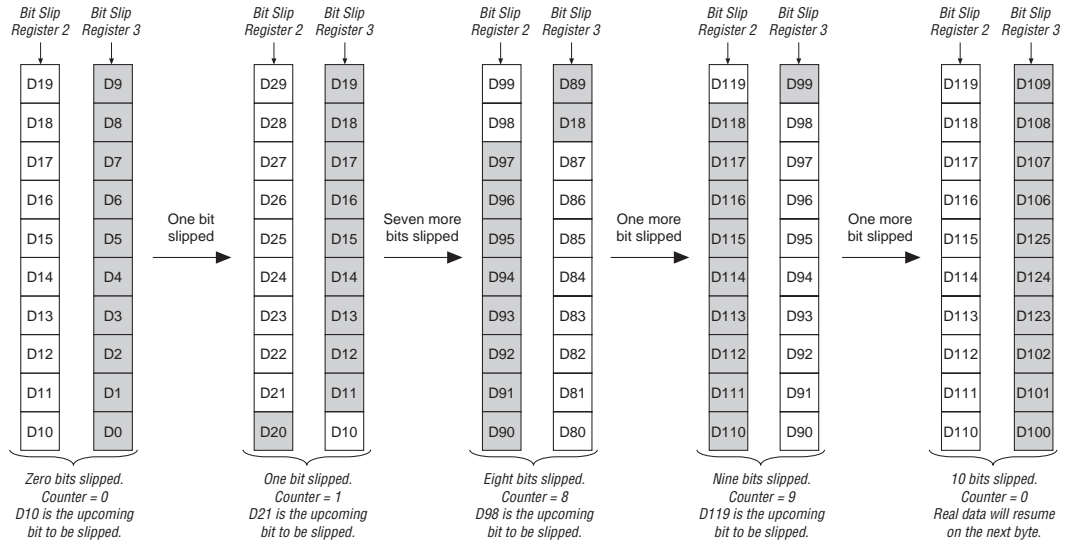 Bit Slip Register 2 Bit Slip Register 3 Bit Slip Register 2 Bit Slip Register 3 Bit Slip Register 2 Bit Slip Register 3 Bit Slip Register 2 Bit Slip Register 3 Bit Slip Register 2 Bit Slip Register 3
D19 D9 D29 D19 D99 D89 D119 D99 D119 D109
D18 D8 D28 D18 D98 D18 D118 D98 D118 D108
D17 D7 D27 D17 D97 D87 D117 D97 D117 D107
D16 D6 D26 D16 D96 D86 D116 D96 D116 D106
One bit slipped
Seven more bits slipped
One more bit slipped
One more bit slipped
D15 D5 D25 D15 D95 D85 D115 D95 D115 D125
D14 D4 D24 D14 D94 D84 D114 D94 D114 D124
D13 D3 D23 D13 D93 D83 D113 D93 D113 D123
D12 D2 D22 D12 D92 D82 D112 D92 D112 D102
D11 D1 D21 D11 D91 D81 D111 D91 D111 D101
D10 D0 D20 D10 D90 D80 D110 D90 D110 D100
Zero bits slipped.
Counter = 0
D10 is the upcoming
bit to be slipped.
One bit slipped.
Counter = 1
D21 is the upcoming
bit to be slipped.
Eight bits slipped.
Counter = 8
D98 is the upcoming
bit to be slipped.
Nine bits slipped.
Counter = 9
D119 is the upcoming
bit to be slipped.
10 bits slipped.
Counter = 0
Real data will resume
on the next byte.